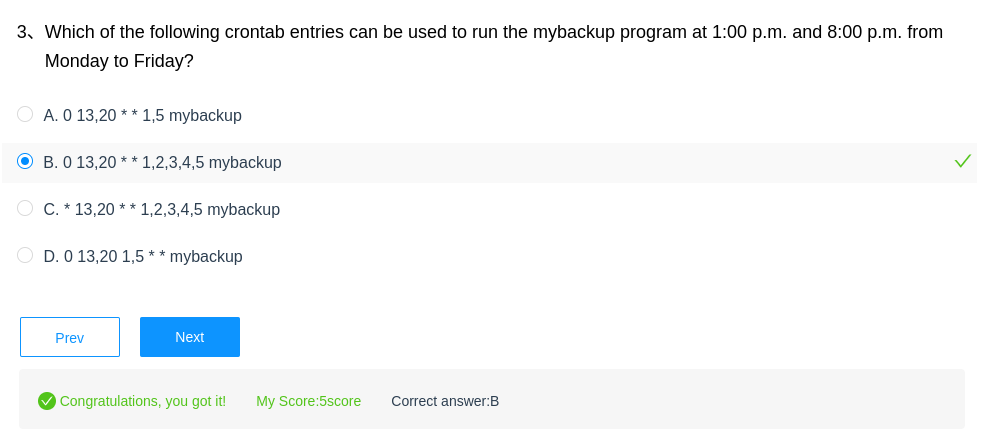 3、Which of the following crontab entries can be used to run the mybackup program at 1:00 p.m. and 8:00 p.m. from
Monday to Friday?
A. 0 13,20 * * 1,5 mybackup
B. 0 13,20 * * 1,2,3,4,5 mybackup
C. * 13,20 * * 1,2,3,4,5 mybackup
D. 0 13,20 1,5 * * mybackup
Prev Next
Congratulations, you got it! My Score:5score Correct answer:B